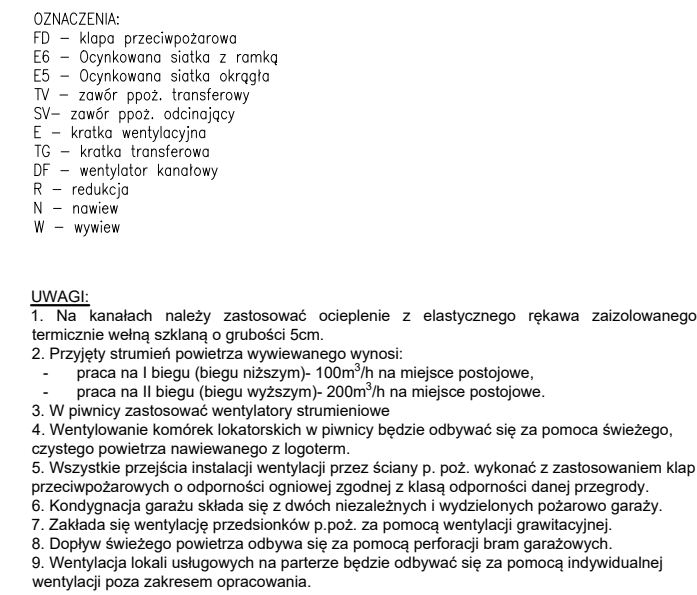 OZNACZENIA:
FD – klapa przeciwpożarowa
E6 – Ocynkowana siatka z ramką
E5 – Ocynkowana siatka okrągła
TV – zawór ppoż. transferowy
SV– zawór ppoż. odcinający
E – kratka wentylacyjna
TG – kratka transferowa
DF – wentylator kanałowy
R – redukcja
N – nawiew
W – wywiew
UWAGI:
1. Na kanałach należy zastosować ocieplenie z elastycznego rękawa zaizolowanego
termicznie wełną szklaną o grubości 5cm.
2. Przyjęty strumień powietrza wywiewanego wynosi:
- praca na I biegu (biegu niższym)- 100m³/h na miejsce postojowe,
- praca na II biegu (biegu wyższym)- 200m³/h na miejsce postojowe.
3. W piwnicy zastosować wentylatory strumieniowe
4. Wentylowanie komórek lokatorskich w piwnicy będzie odbywać się za pomoca świeżego,
czystego powietrza nawiewanego z logoterm.
5. Wszystkie przejścia instalacji wentylacji przez ściany p. poż. wykonać z zastosowaniem klap
przeciwpożarowych o odporności ogniowej zgodnej z klasą odporności danej przegrody.
6. Kondygnacja garażu składa się z dwóch niezależnych i wydzielonych pożarowo garaży.
7. Zakłada się wentylację przedsionków p.poż. za pomocą wentylacji grawitacyjnej.
8. Dopływ świeżego powietrza odbywa się za pomocą perforacji bram garażowych.
9. Wentylacja lokali usługowych na parterze będzie odbywać się za pomocą indywidualnej
wentylacji poza zakresem opracowania.